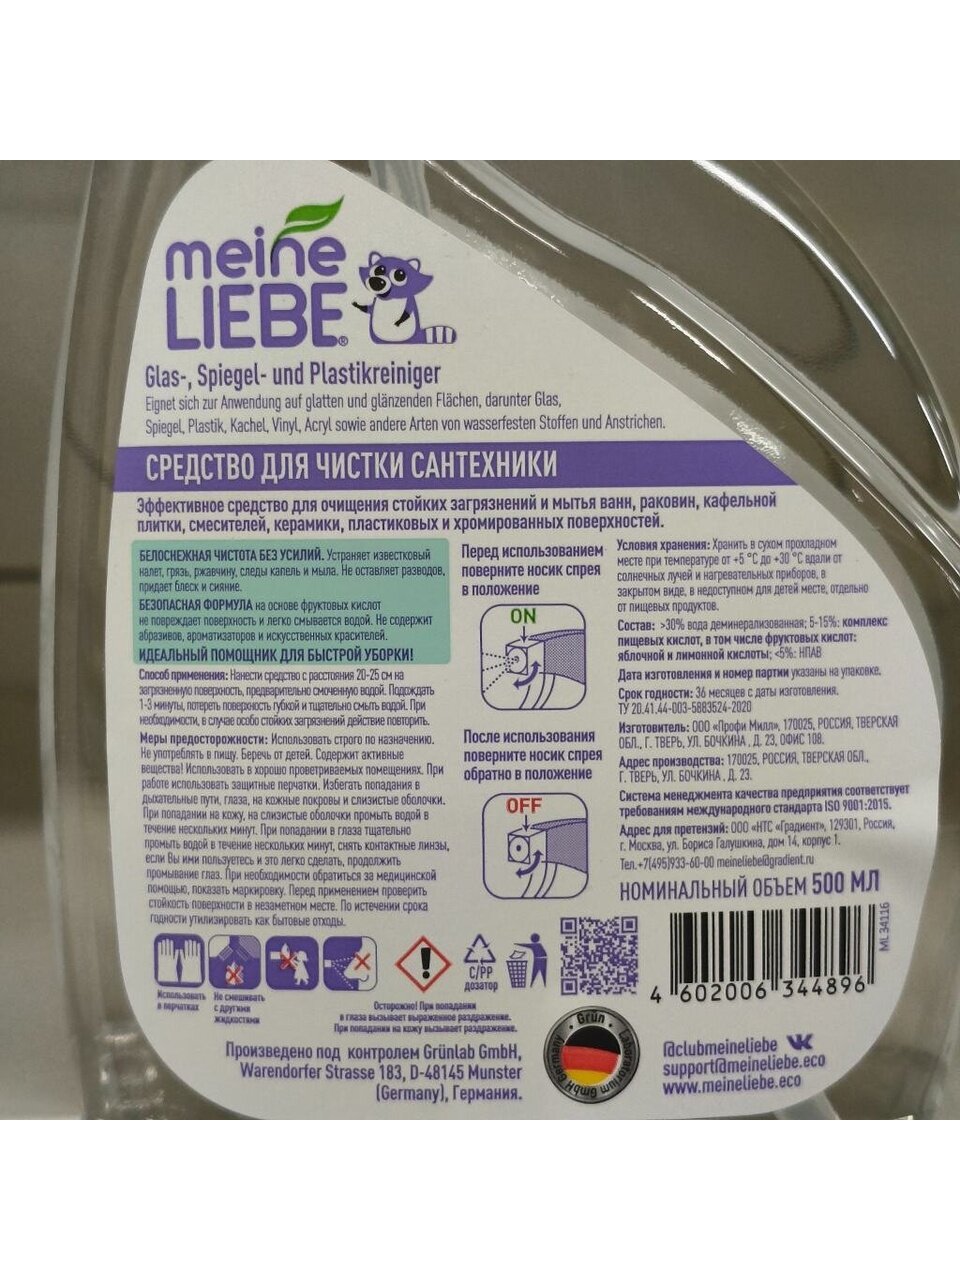 meine
LIEBE®
Glas-, Spiegel- und Plastikreiniger
Eignet sich zur Anwendung auf glatten und glänzenden Flächen, darunter Glas,
Spiegel, Plastik, Kachel, Vinyl, Acryl sowie andere Arten von wasserfesten Stoffen und Anstrichen.
СРЕДСТВО ДЛЯ ЧИСТКИ САНТЕХНИКИ
Эффективное средство для очищения стойких загрязнений и мытья ванн, раковин, кафельной
плитки, смесителей, керамики, пластиковых и хромированных поверхностей.
БЕЛОСНЕЖНАЯ ЧИСТОТА БЕЗ УСИЛИЙ. Устраняет известковый
налет, грязь, ржавчину, следы капель и мыла. Не оставляет разводов,
придает блеск и сияние.
БЕЗОПАСНАЯ ФОРМУЛА на основе фруктовых кислот
не повреждает поверхности и легко смывается водой. Не содержит
абразивов, ароматизаторов и искусственных красителей.
ИДЕАЛЬНЫЙ ПОМОЩНИК ДЛЯ БЫСТРОЙ УБОРКИ!
Способ применения: Нанести средство с расстояния 20-25 см на
загрязненную поверхность, предварительно смоченную водой. Подождать
1-3 минуты, потереть поверхность губкой и тщательно смыть водой. При
необходимости, в случае особо стойких загрязнений действие повторить.
Меры предосторожности: Использовать строго по назначению.
Не употреблять в пищу. Беречь от детей. Содержит активные
вещества! Использовать в хорошо проветриваемых помещениях. При
работе используйте защитные перчатки. Избегать попадания в
дыхательные пути, глаза, на кожные покровы и слизистые оболочки.
При попадании на кожу, на слизистые оболочки промыть водой в
течение нескольких минут. При попадании в глаза тщательно
промыть водой в течение нескольких минут, снять контактные линзы,
если Вы ими пользуетесь и это легко сделать, продолжить
промывание глаз. При необходимости обратиться за медицинской
помощью, показать маркировку. Перед применением проверить
стойкость поверхности в незаметном месте. По истечении срока
годности утилизировать как бытовые отходы.
Перед использованием
поверните носик спрея
в положение
ON
После использования
поверните носик спрея
обратно в положение
OFF
Условия хранения: Хранить в сухом прохладном
месте при температуре от +5 °C до +30 °C вдали от
солнечных лучей и нагревательных приборов, в
закрытом виде, в недоступном для детей месте, отдельно
от пищевых продуктов.
Состав: >30% вода деминерализованная; 5-15%: комплекс
пищевых кислот, в том числе фруктовых кислот:
яблочной и лимонной кислоты; <5%: НПАВ
Дата изготовления и номер партии указаны на упаковке.
Срок годности: 36 месяцев с даты изготовления.
ТУ 20.41.44-003-5883524-2020
Изготовитель: ООО «Профи Милл», 170025, РОССИЯ, ТВЕРСКАЯ
ОБЛ., Г. ТВЕРЬ, УЛ. БОЧКИНА , Д. 23, ОФИС 108.
Адрес производства: 170025, РОССИЯ, ТВЕРСКАЯ ОБЛ.,
Г. ТВЕРЬ, УЛ. БОЧКИНА , Д. 23.
Система менеджмента качества предприятия соответствует
требованиям международного стандарта ISO 9001:2015.
Адрес для претензий: ООО «НТС «Градиент», 129301, Россия,
г. Москва, ул. Бориса Галушкина, дом 14, корпус 1.
Тел.+7(495)933-60-00 meineliebe@gradient.ru
НОМИНАЛЬНЫЙ ОБЪЕМ 500 МЛ
ML 34116
4 602006 344896
Использовать
в перчатках
Не смешивать
с другими
жидкостями
Осторожно! При попадании
в глаза вызывает выраженное раздражение.
При попадании на кожу вызывает раздражение.
C/PP
дозатор
Произведено под контролем Grünlab GmbH,
Warendorfer Strasse 183, D-48145 Munster
(Germany), Германия.
Grün Laboratorium GmbH Germany
@clubmeineliebe
support@meineliebe.eco
www.meineliebe.eco